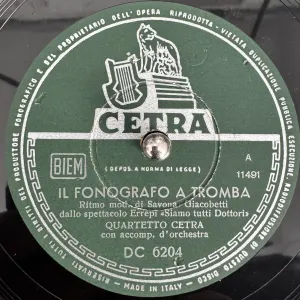 DEL PRODUTTORE FONOGRAFICO E DEL PROPRIETARIO DELL'OPERA RIPRODOTTA - VIETATA DUPLICAZIONE PUBBLICA ESECUZIONE
RADIODIFFUSIONE DI QUESTO DISCO
RISERVATI TUTTI I DIRITTI
CETRA
(DEPOS. A NORMA DI LEGGE)
BIEM
A
11491
IL FONOGRAFO A TROMBA
Ritmo mod. di Savona Giacobetti
dallo spettacolo Errepi «Siamo tutti Dottori»
QUARTETTO CETRA
con accomp. d'orchestra
DC 6204
MADE IN ITALY